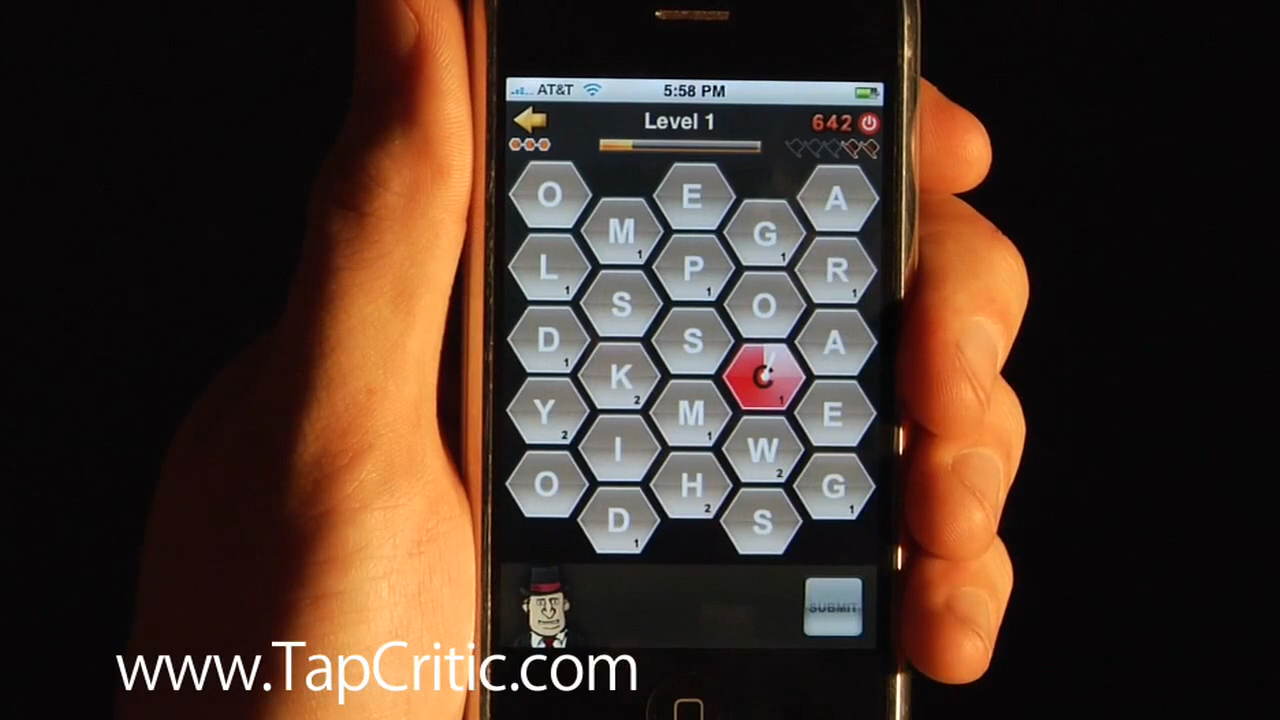 AT&T 5:58 PM
Level 1 642
O E A
M 1 G 1
L 1 P 1 R 1
S O
D 1 S A
K 2 C 1
Y 2 M 1 E
I W 2
O H 2 G 1
D 1 S
SUBMIT
www.TapCritic.com